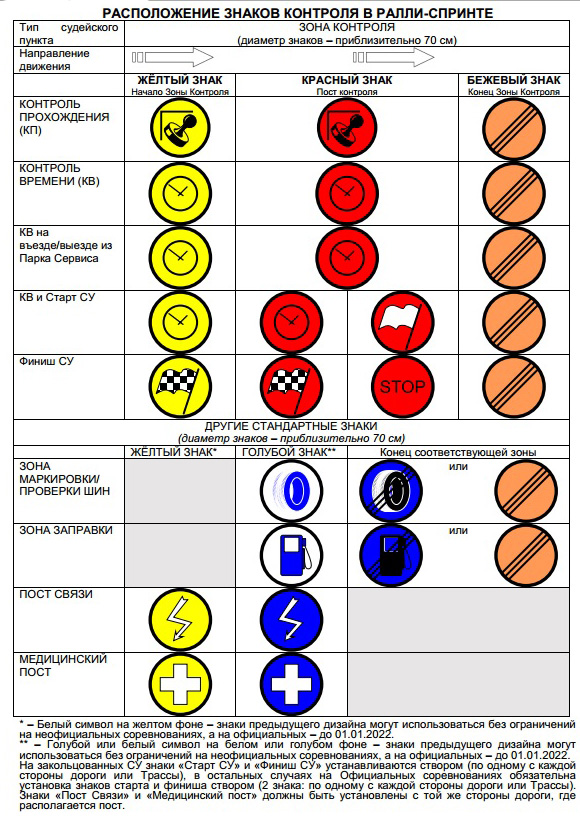 РАСПОЛОЖЕНИЕ ЗНАКОВ КОНТРОЛЯ В РАЛЛИ-СПРИНТЕ
Тип судейского пункта
ЗОНА КОНТРОЛЯ
(диаметр знаков – приблизительно 70 см)
Направление движения
ЖЁЛТЫЙ ЗНАК
Начало Зоны Контроля
КРАСНЫЙ ЗНАК
Пост контроля
БЕЖЕВЫЙ ЗНАК
Конец Зоны Контроля
КОНТРОЛЬ
ПРОХОЖДЕНИЯ
(КП)
КОНТРОЛЬ
ВРЕМЕНИ (КВ)
КВ на
въезде/выезде из
Парка Сервиса
КВ и Старт СУ
Финиш СУ
STOP
ДРУГИЕ СТАНДАРТНЫЕ ЗНАКИ
(диаметр знаков – приблизительно 70 см)
ЖЁЛТЫЙ ЗНАК*
ГОЛУБОЙ ЗНАК**
Конец соответствующей зоны
ЗОНА
МАРКИРОВКИ/
ПРОВЕРКИ ШИН
или
ЗОНА ЗАПРАВКИ
или
ПОСТ СВЯЗИ
МЕДИЦИНСКИЙ
ПОСТ
* – Белый символ на желтом фоне – знаки предыдущего дизайна могут использоваться без ограничений
на неофициальных соревнованиях, а на официальных – до 01.01.2022.
** – Голубой или белый символ на белом или голубом фоне – знаки предыдущего дизайна могут
использоваться без ограничений на неофициальных соревнованиях, а на официальных – до 01.01.2022.
На закольцованных СУ знаки «Старт СУ» и «Финиш СУ» устанавливаются створом (по одному с каждой
стороны дороги или Трассы), в остальных случаях на Официальных соревнованиях обязательна
установка знаков старта и финиша створом (2 знака: по одному с каждой стороны дороги или Трассы).
Знаки «Пост Связи» и «Медицинский пост» должны быть установлены с той же стороны дороги, где
располагается пост.